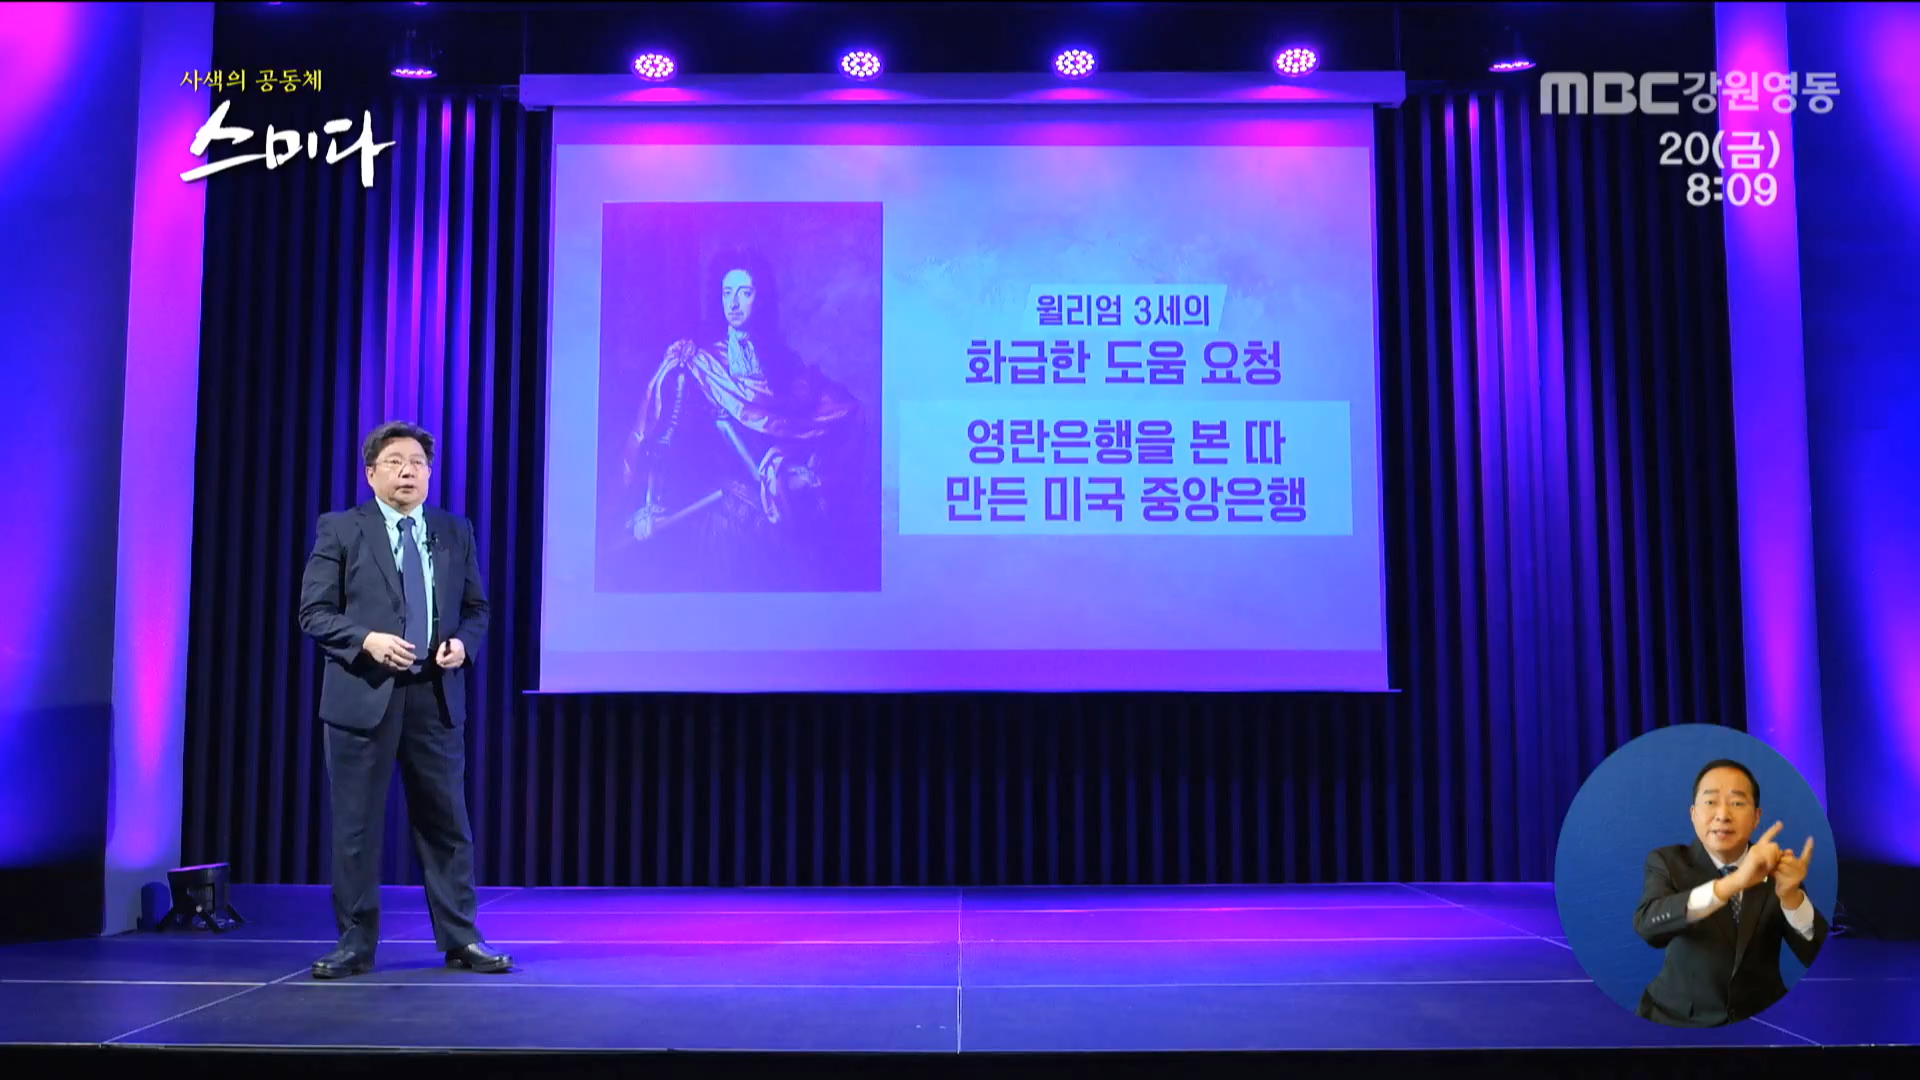 사색의 공동체
스미다
MBC강원영동
20(금)
8:09
윌리엄 3세의
화급한 도움 요청
영란은행을 본 따
만든 미국 중앙은행